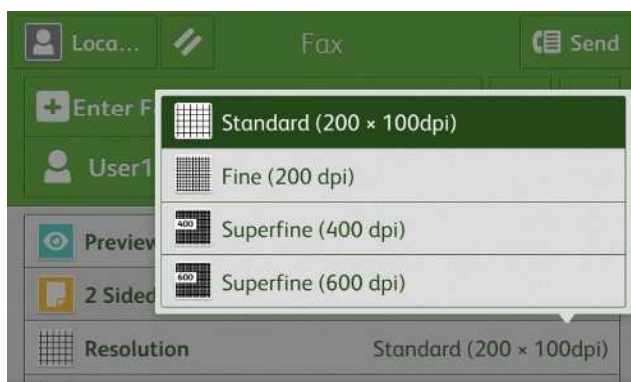 Loca... Fax Send
Enter F
User1
Standard (200 × 100dpi)
Fine (200 dpi)
400 Superfine (400 dpi)
600 Superfine (600 dpi)
Preview
2 Sided
Resolution Standard (200 × 100dpi)